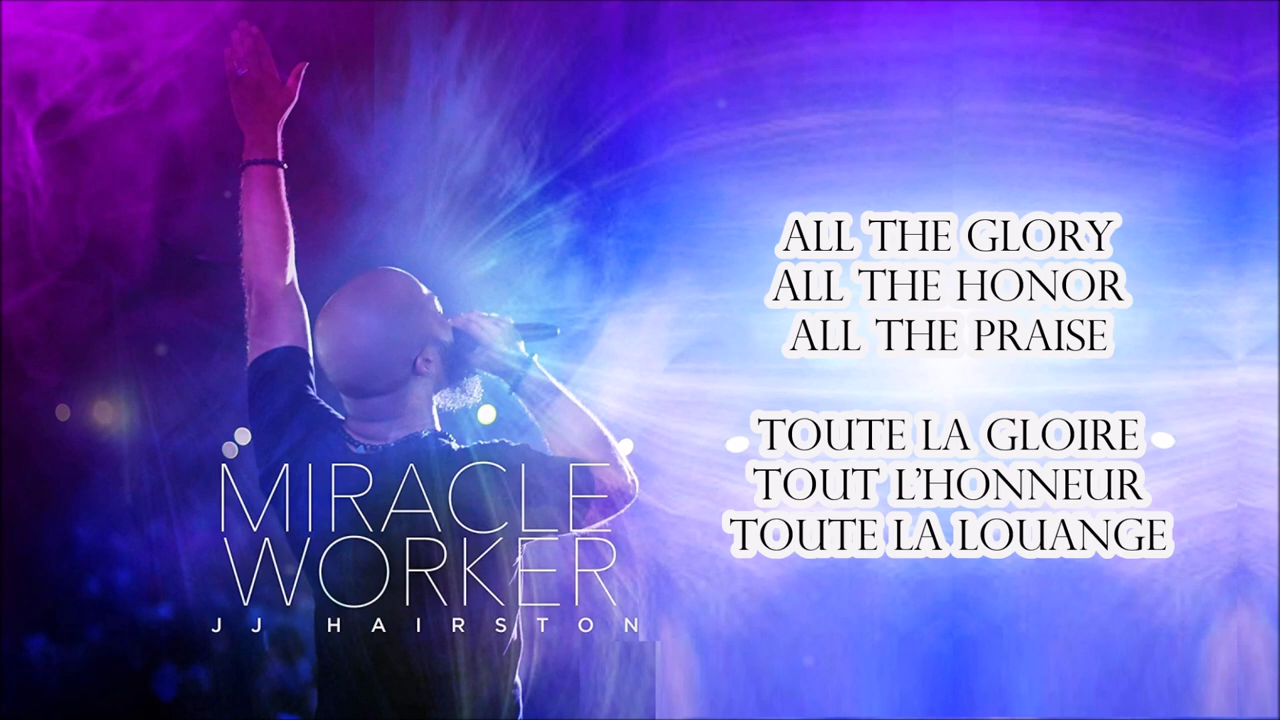 ALL THE GLORY
ALL THE HONOR
ALL THE PRAISE
TOUTE LA GLOIRE
TOUT L'HONNEUR
TOUTE LA LOUANGE
MIRACLE
WORKER
JJ HAIRSTON